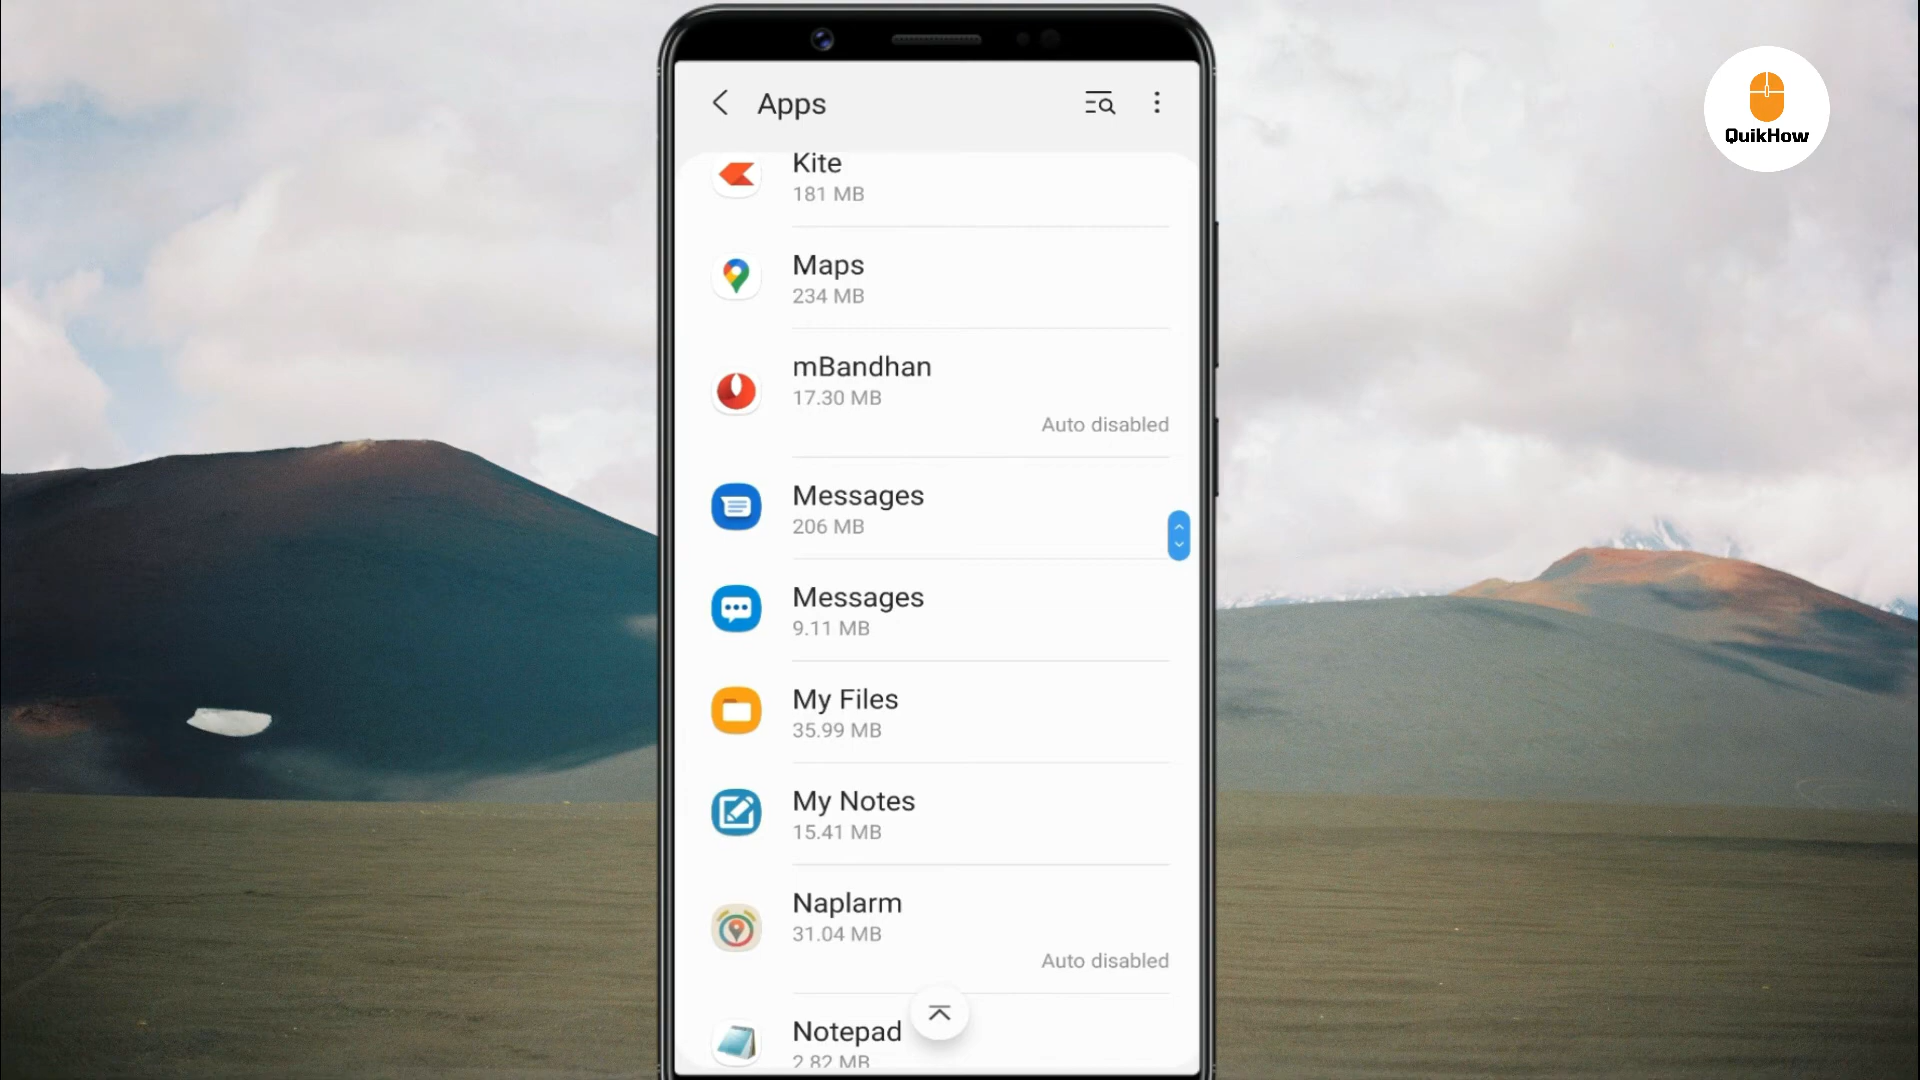 Apps
QuikHow
Kite
181 MB
Maps
234 MB
mBandhan
17.30 MB
Auto disabled
Messages
206 MB
Messages
9.11 MB
My Files
35.99 MB
My Notes
15.41 MB
Naplarm
31.04 MB
Auto disabled
Notepad
2.82 MB